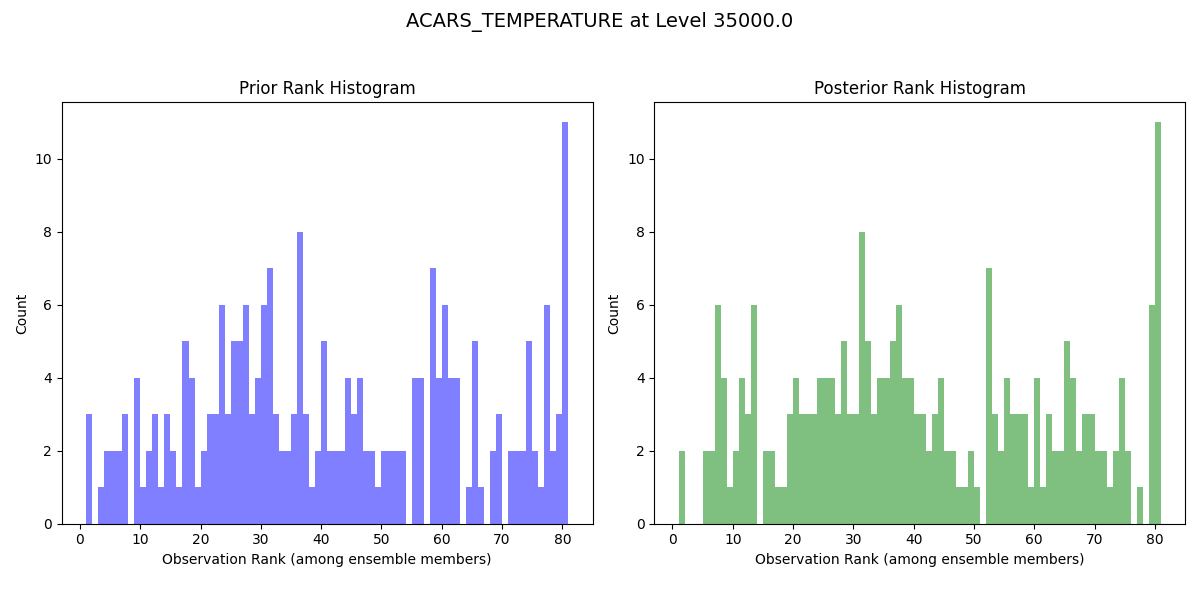 ACARS_TEMPERATURE at Level 35000.0
Prior Rank Histogram
Count
10
8
6
4
2
0
0 10 20 30 40 50 60 70 80
Observation Rank (among ensemble members)
Posterior Rank Histogram
Count
10
8
6
4
2
0
0 10 20 30 40 50 60 70 80
Observation Rank (among ensemble members)